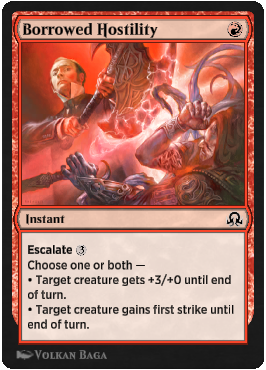 Borrowed Hostility
Instant
Escalate 3
Choose one or both —
• Target creature gets +3/+0 until end
of turn.
• Target creature gains first strike until
end of turn.
VOLKAN BAGA